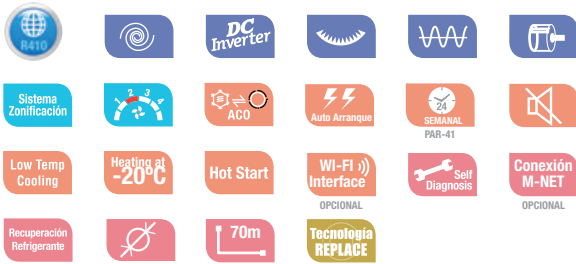 R410
DC
Inverter
Sistema
Zonificación
1 2 3 4
ACO
Auto Arranque
24
SEMANAL
PAR-41
Low Temp
Cooling
Heating at
-20ºC
Hot Start
WI-FI
Interface
OPCIONAL
Self
Diagnosis
Conexión
M-NET
OPCIONAL
Recuperación
Refrigerante
70m
Tecnología
REPLACE